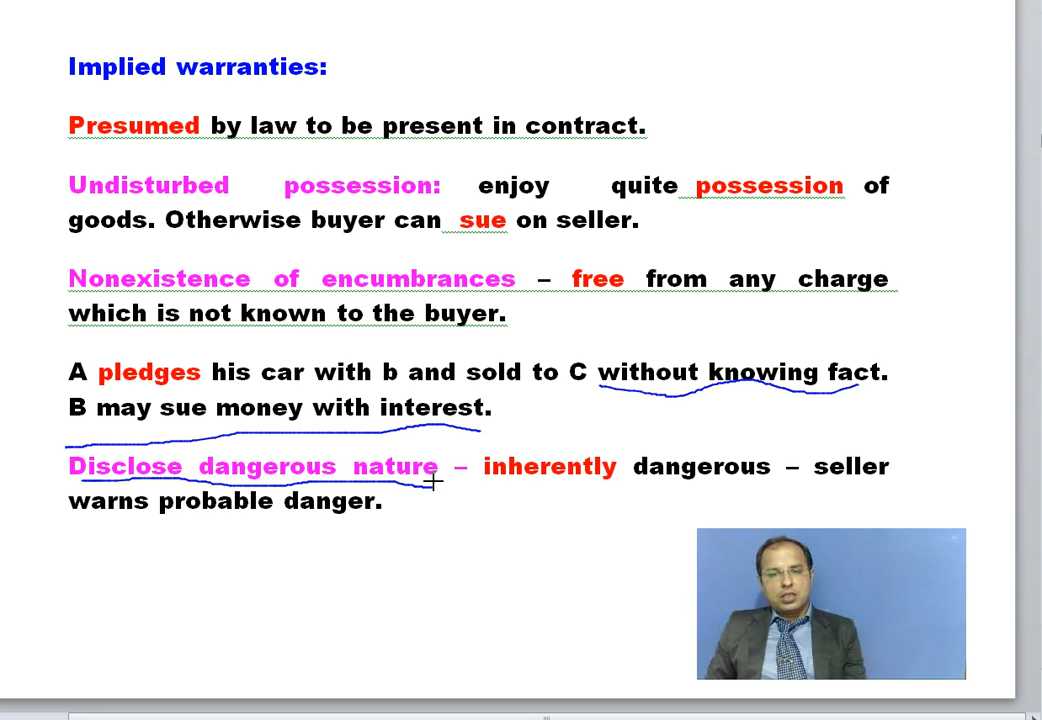 Implied warranties:
Presumed by law to be present in contract.
Undisturbed possession: enjoy quite possession of
goods. Otherwise buyer can sue on seller.
Nonexistence of encumbrances – free from any charge
which is not known to the buyer.
A pledges his car with b and sold to C without knowing fact.
B may sue money with interest.
Disclose dangerous nature – inherently dangerous – seller
warns probable danger.